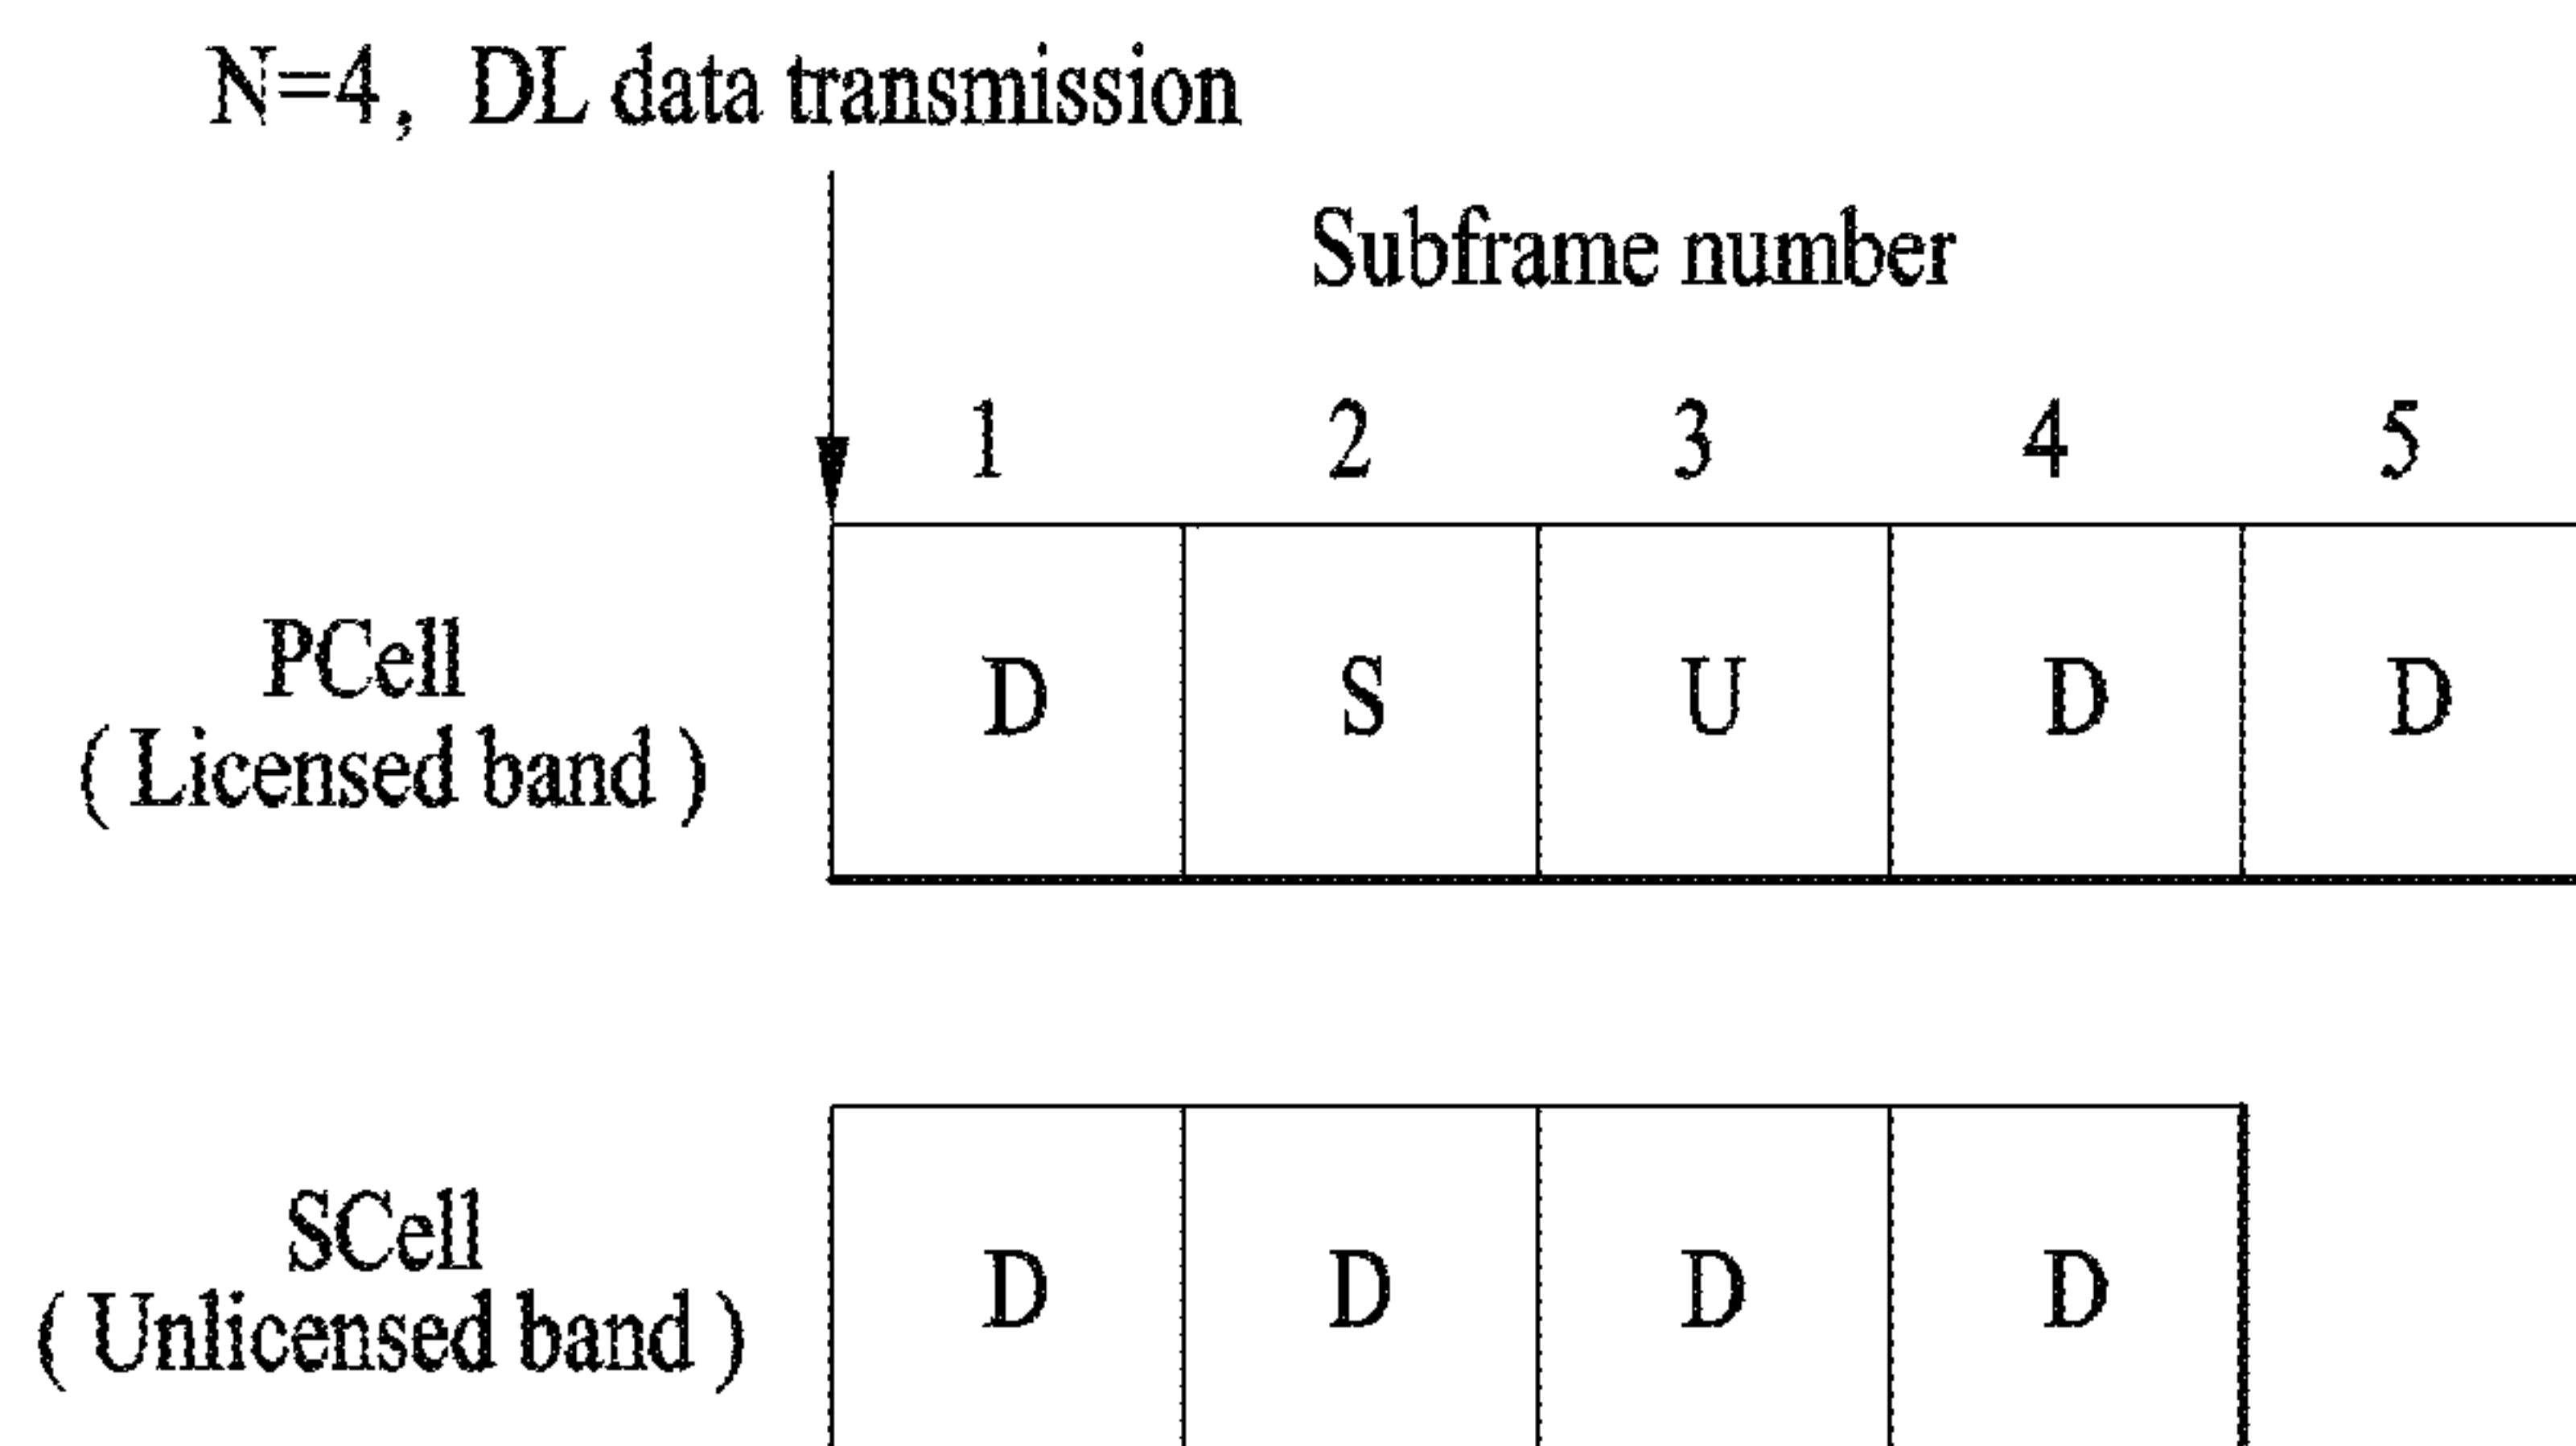 N=4, DL data transmission
Subframe number
1 2 3 4 5
PCell
( Licensed band )
D S U D D
SCell
( Unlicensed band )
D D D D